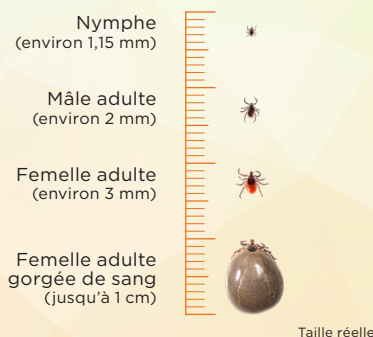 Nymphe
(environ 1,15 mm)
Mâle adulte
(environ 2 mm)
Femelle adulte
(environ 3 mm)
Femelle adulte
gorgée de sang
(jusqu'à 1 cm)
Taille réelle